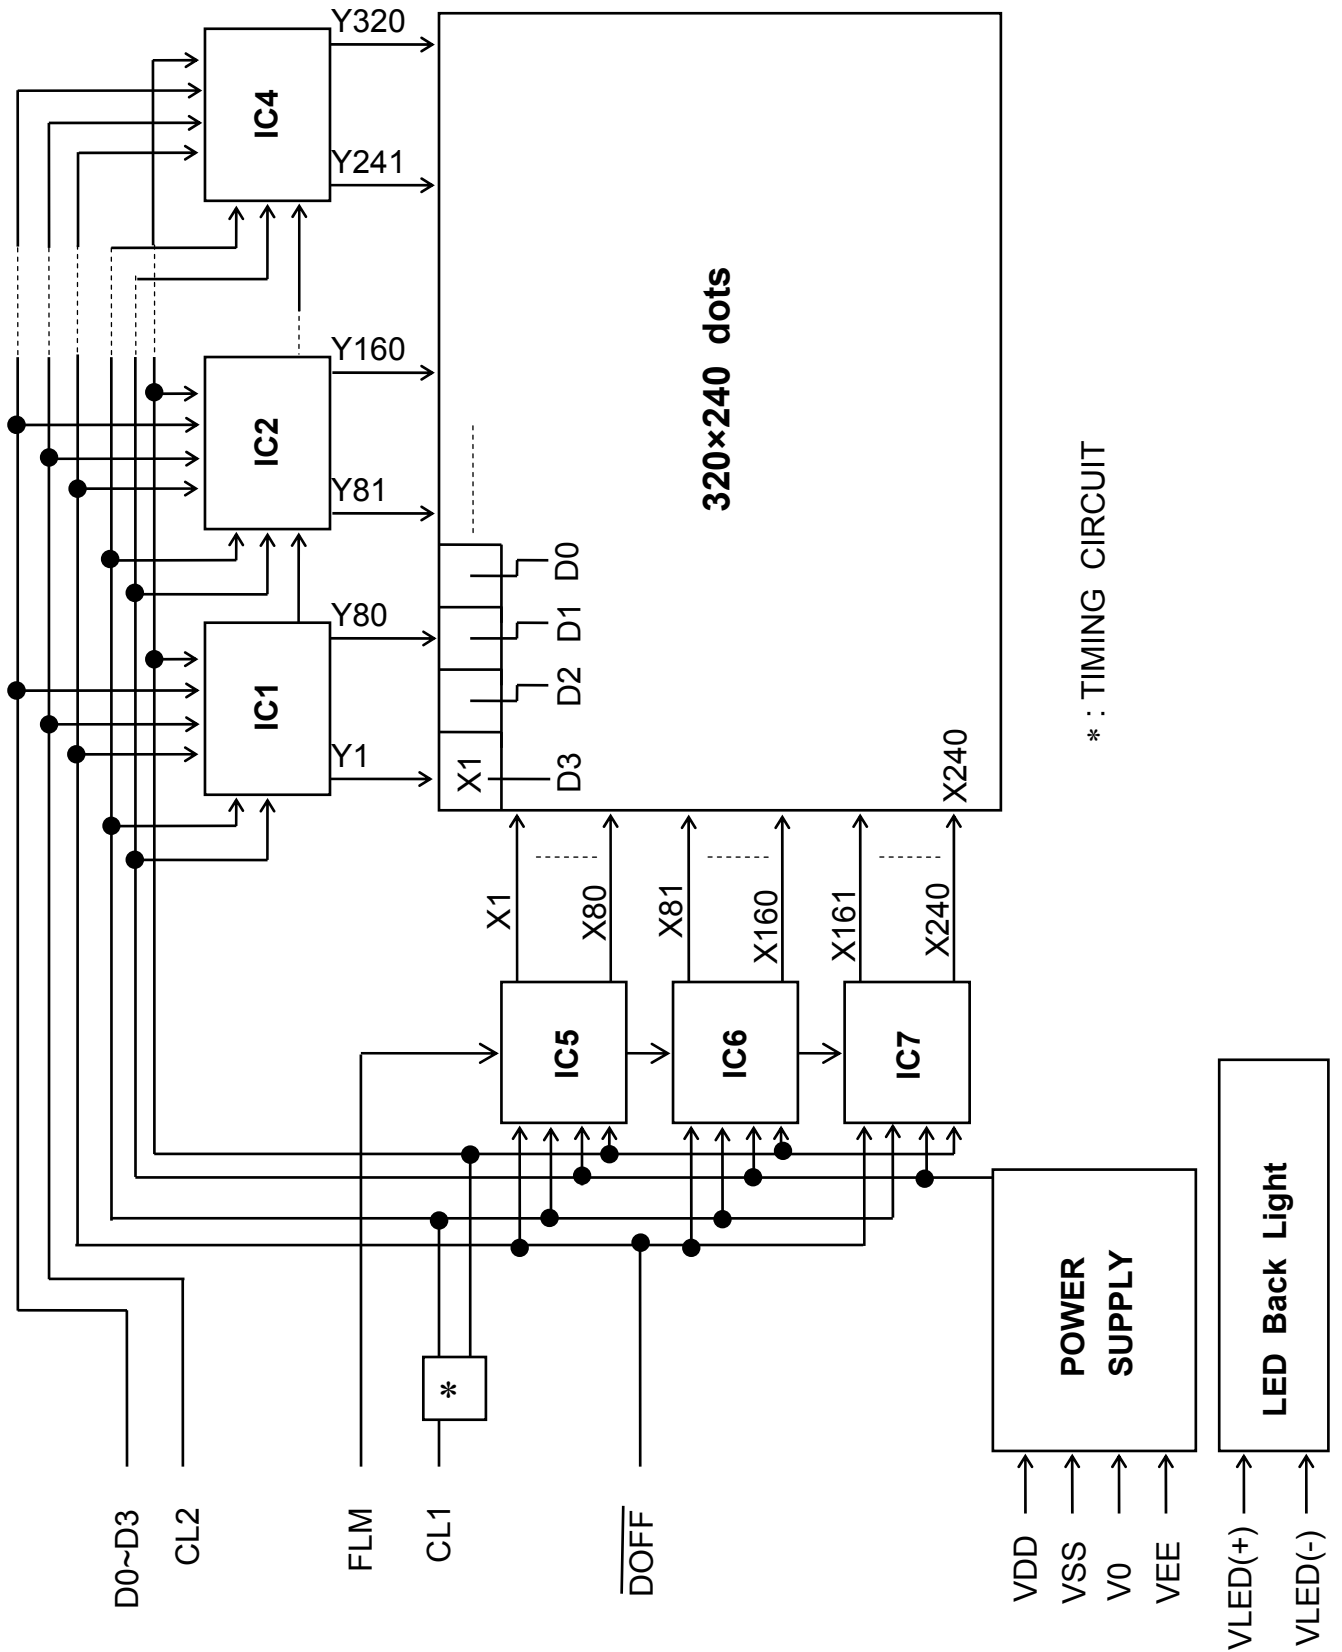 Y320
IC4
Y241
Y160
IC2
Y81
Y80
IC1
Y1
320×240 dots
D0
D1
D2
D3
X1
X240
* : TIMING CIRCUIT
X1
X80
X81
X160
X161
X240
IC5
IC6
IC7
POWER
SUPPLY
LED Back Light
*
D0~D3
CL2
FLM
CL1
DOFF
VDD
VSS
V0
VEE
VLED(+)
VLED(-)